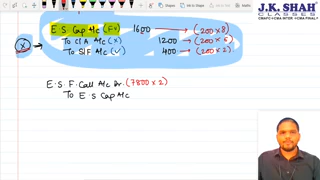 J.K. SHAH
CLASSES
X → E S Cap A/c (FV) 1600 → (200 x 8)
To C/A A/c (X) 1200 → (200 x 6)
To S/F A/c (✓) 400 → (200 x 2)
E. S. F. Call A/c Dr. (7800 x 2)
To E. S Cap A/c